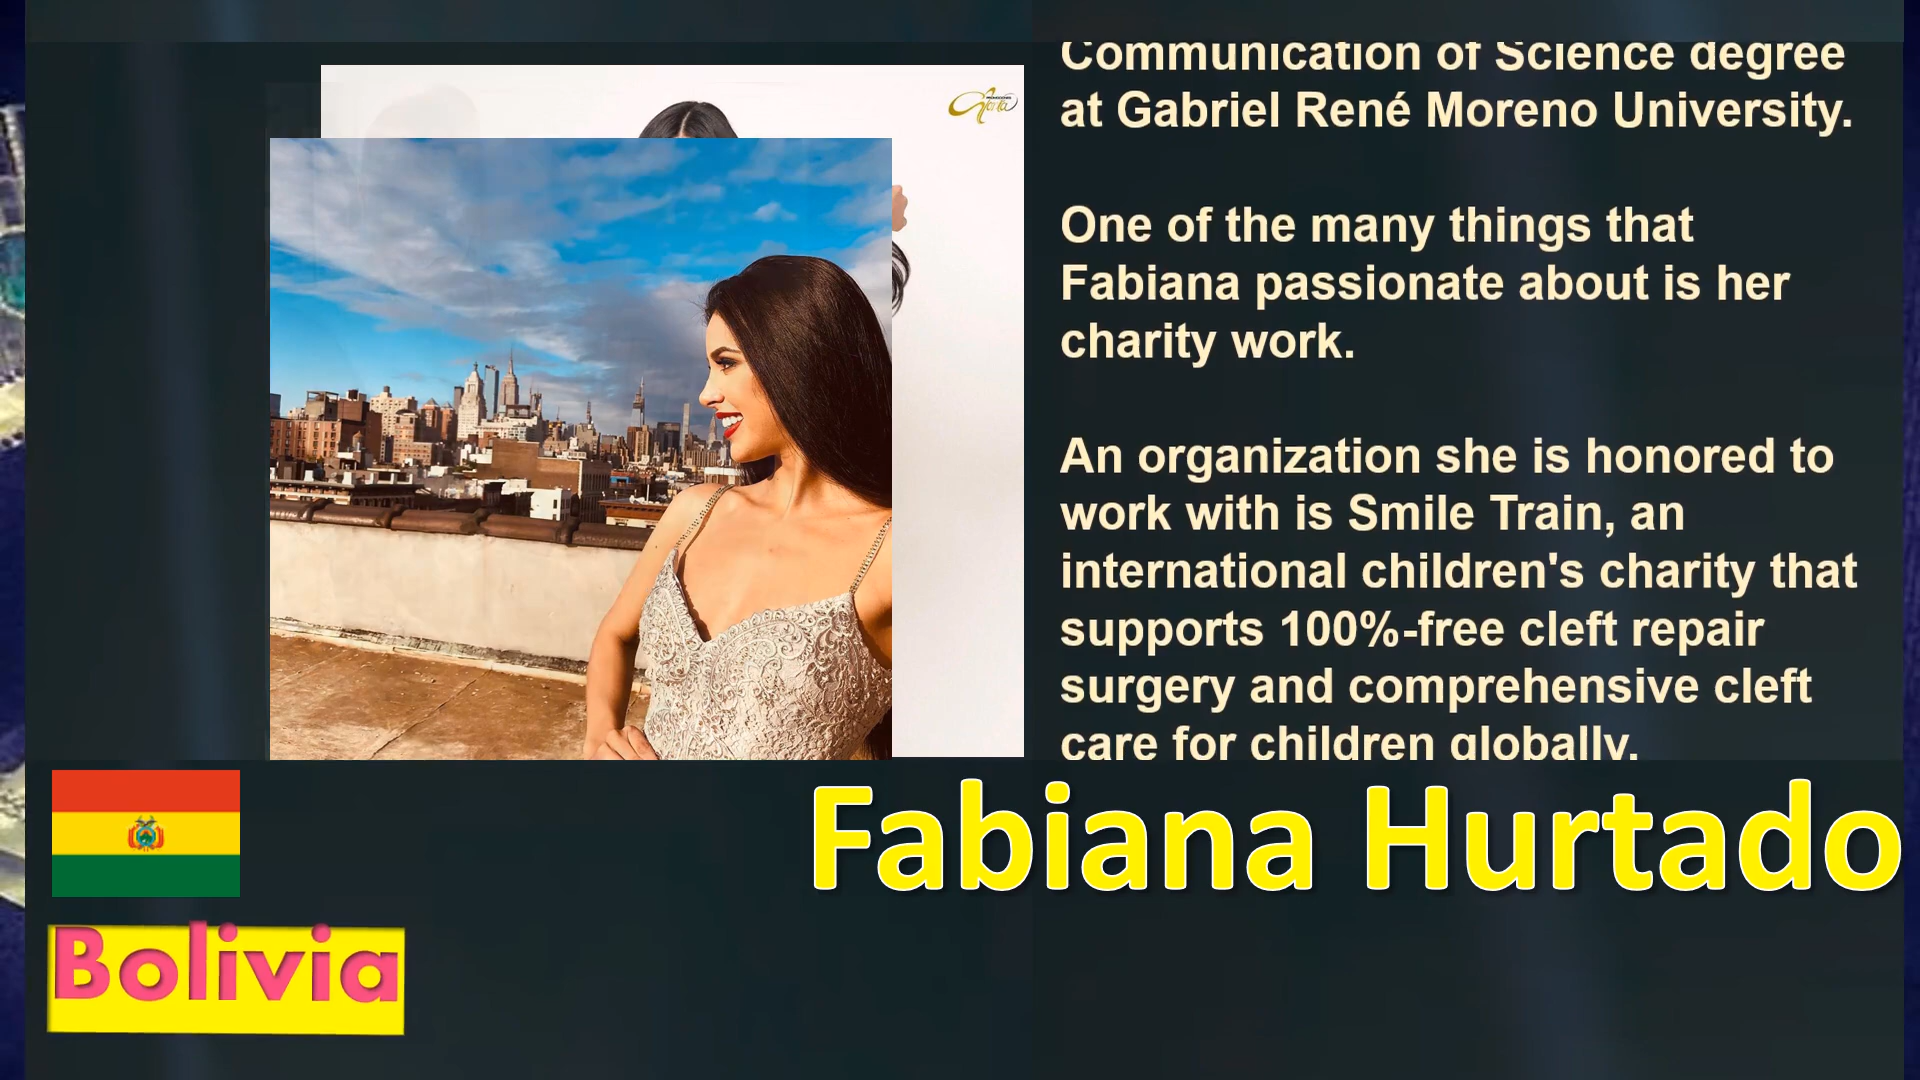 Communication of Science degree
at Gabriel René Moreno University.
One of the many things that
Fabiana passionate about is her
charity work.
An organization she is honored to
work with is Smile Train, an
international children's charity that
supports 100%-free cleft repair
surgery and comprehensive cleft
care for children globally.
Fabiana Hurtado
Bolivia